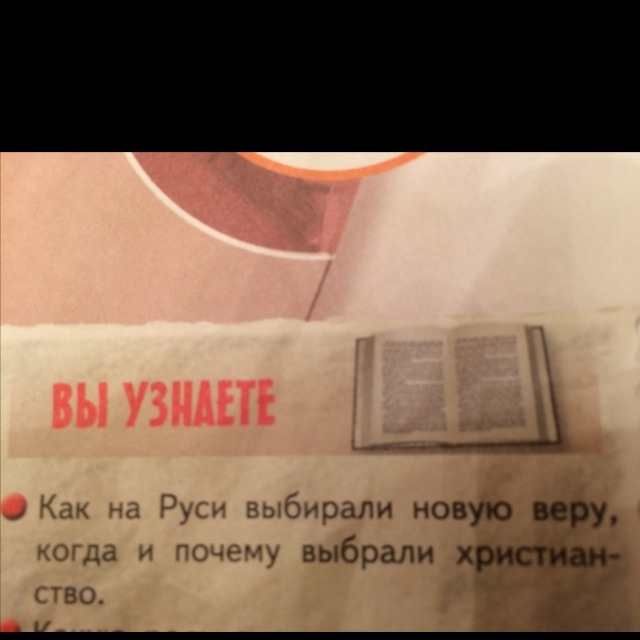 ВЫ УЗНАЕТЕ
Как на Руси выбирали новую веру,
когда и почему выбрали христиан-
ство.